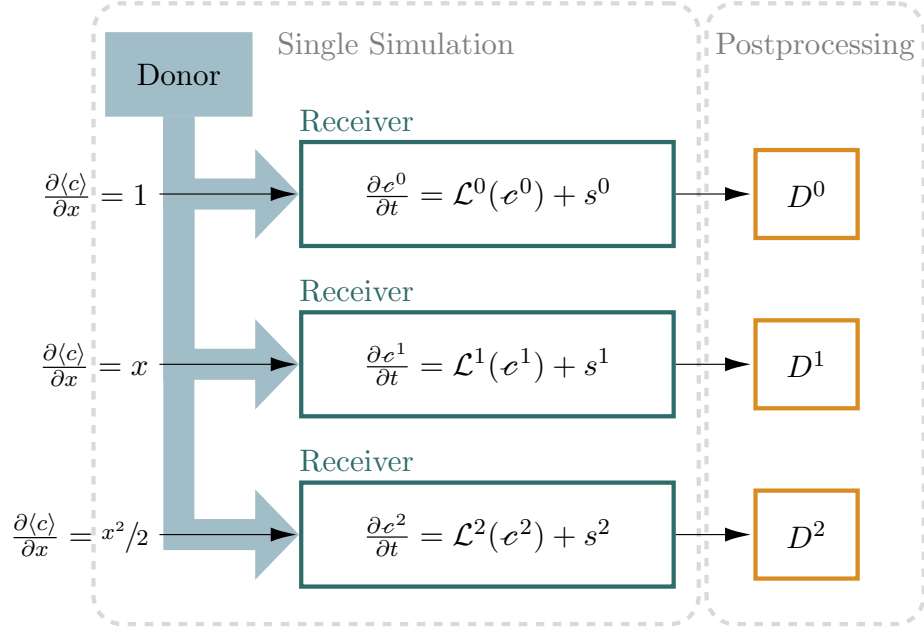 Single Simulation
Postprocessing
Donor
Receiver
∂⟨c⟩/∂x = 1
∂𝒸⁰/∂t = ℒ⁰(𝒸⁰) + s⁰
D⁰
Receiver
∂⟨c⟩/∂x = x
∂𝒸¹/∂t = ℒ¹(𝒸¹) + s¹
D¹
Receiver
∂⟨c⟩/∂x = x²/2
∂𝒸²/∂t = ℒ²(𝒸²) + s²
D²